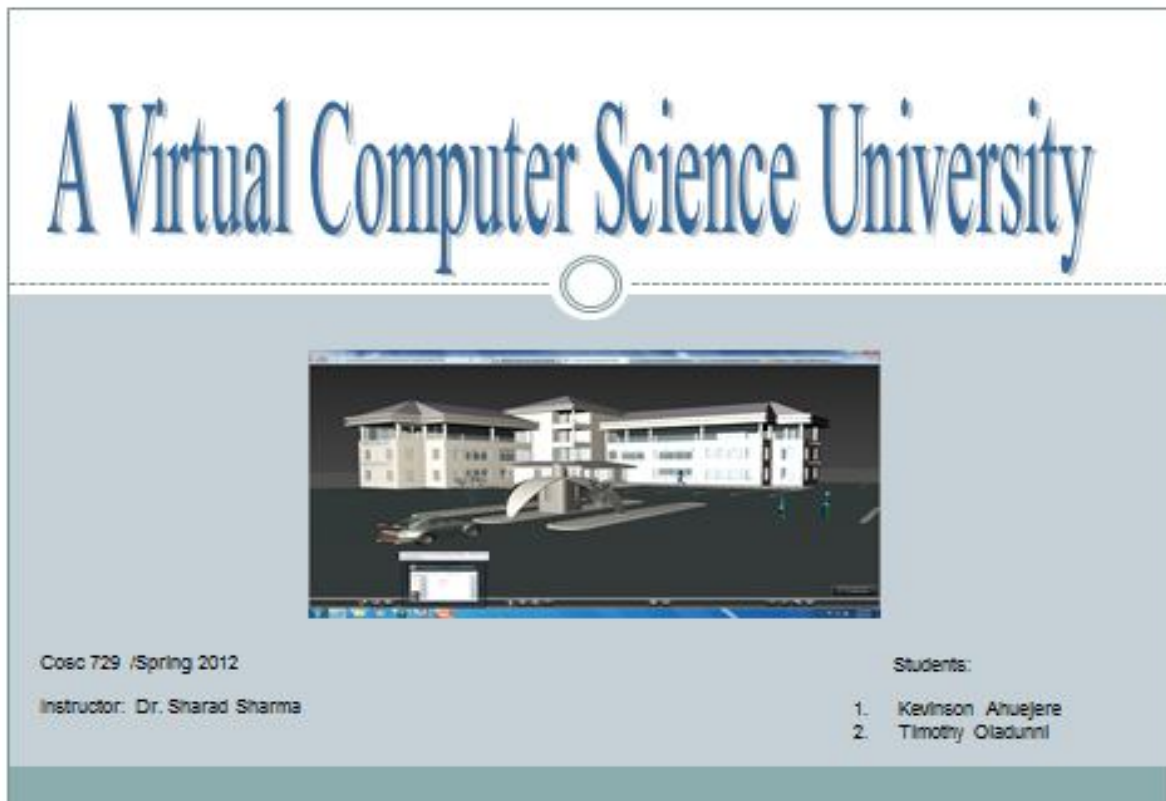 A Virtual Computer Science University
Cosc 729 /Spring 2012
Instructor: Dr. Sharad Sharma
Students:
1. Kevinson Ahuejere
2. Timothy Oladunni